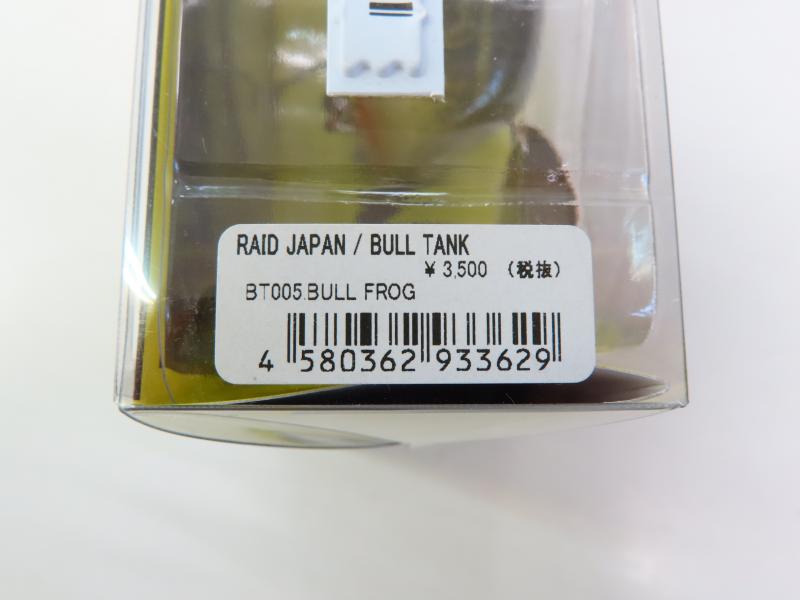 RAID JAPAN / BULL TANK
¥ 3,500 (税抜)
BT005.BULL FROG
4 580362 933629